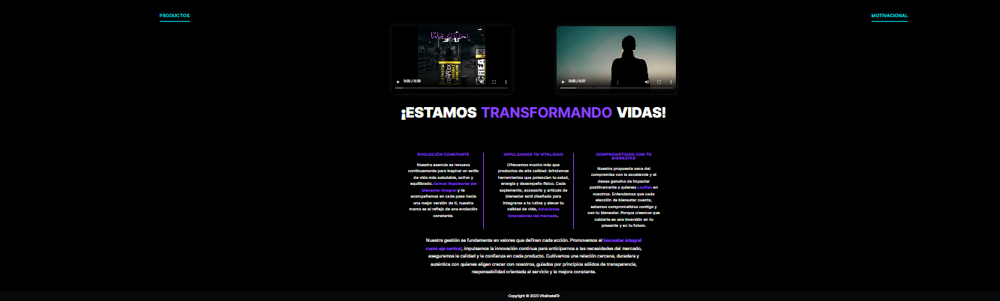 PRODUCTOS
MOTIVACIONAL
CREA
0:00 / 0:39
0:00 / 0:31
¡ESTAMOS TRANSFORMANDO VIDAS!
EVOLUCIÓN CONSTANTE
Nuestra esencia se renueva
continuamente para inspirar un estilo
de vida más saludable, activo y
equilibrado. Somos impulsores del
bienestar integral y te
acompañamos en cada paso hacia
una mejor versión de ti, nuestra
marca es el reflejo de una evolución
constante.
IMPULSAMOS TU VITALIDAD
Ofrecemos mucho más que
productos de alta calidad: brindamos
herramientas que potencian tu salud,
energía y desempeño físico. Cada
suplemento, accesorio y artículo de
bienestar está diseñado para
integrarse a tu rutina y elevar tu
calidad de vida, soluciones
innovadoras del mercado.
COMPROMETIDOS CON TU
BIENESTAR
Nuestra propuesta nace del
compromiso con la excelencia y el
deseo genuino de impactar
positivamente a quienes confían en
nosotros. Entendemos que cada
elección de bienestar cuenta,
estamos comprometidos contigo y
con tu bienestar. Porque creemos que
cuidarte es una inversión en tu
presente y en tu futuro.
Nuestra gestión se fundamenta en valores que definen cada acción. Promovemos el bienestar integral
como eje central, impulsamos la innovación continua para anticiparnos a las necesidades del mercado,
aseguramos la calidad y la confianza en cada producto. Cultivamos una relación cercana, duradera y
auténtica con quienes eligen crecer con nosotros, guiados por principios sólidos de transparencia,
responsabilidad orientada al servicio y la mejora constante.
Copyright © 2025 VitalizateFit